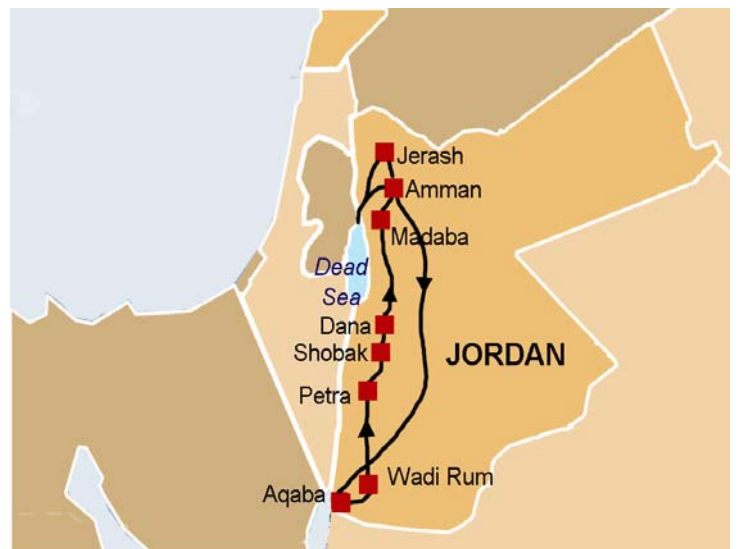 Jerash
Amman
Madaba
Dead
Sea
Dana
Shobak
JORDAN
Petra
Wadi Rum
Aqaba